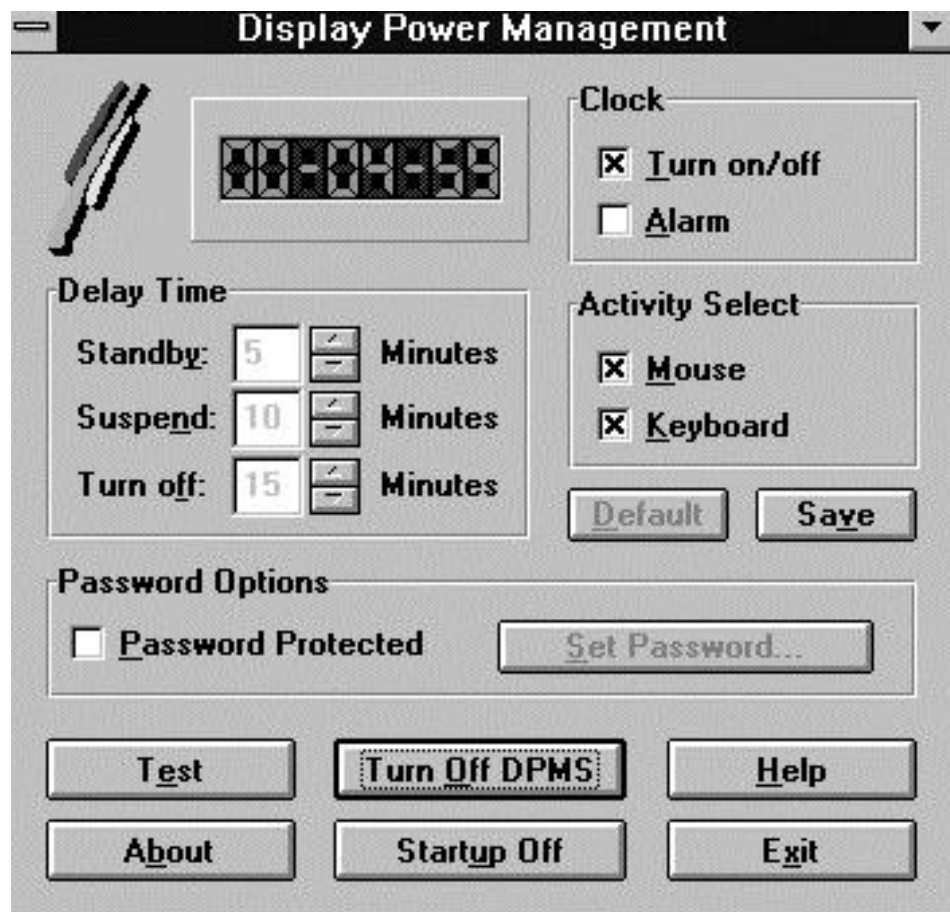 Display Power Management
Clock
Turn on/off
Alarm
Delay Time
Standby: 5 Minutes
Suspend: 10 Minutes
Turn off: 15 Minutes
Activity Select
Mouse
Keyboard
Default Save
Password Options
Password Protected Set Password...
Test Turn Off DPMS Help
About Startup Off Exit